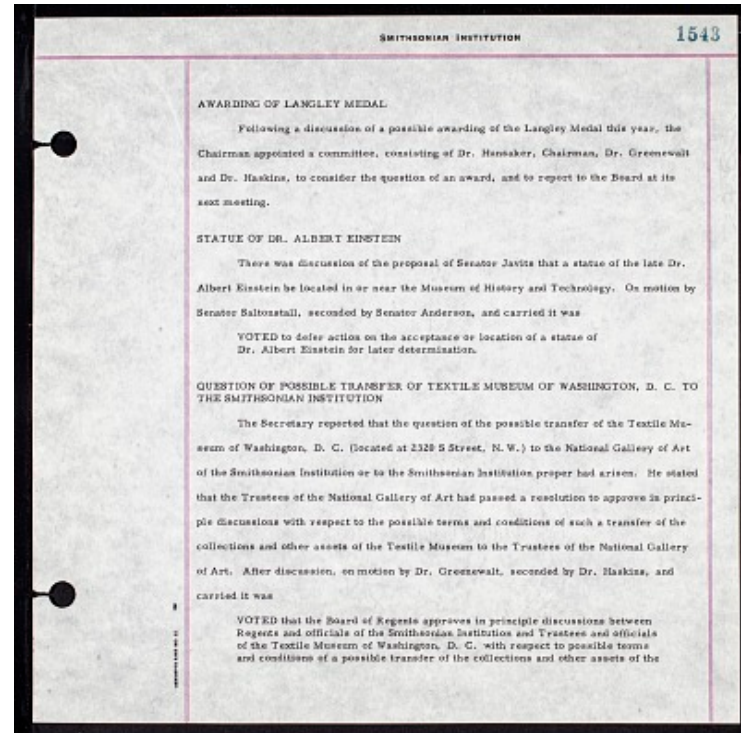 SMITHSONIAN INSTITUTION
1543
AWARDING OF LANGLEY MEDAL
Following a discussion of a possible awarding of the Langley Medal this year, the
Chairman appointed a committee, consisting of Dr. Hunsaker, Chairman, Dr. Greenewalt
and Dr. Haskins, to consider the question of an award, and to report to the Board at its
next meeting.
STATUE OF DR. ALBERT EINSTEIN
There was discussion of the proposal of Senator Javits that a statue of the late Dr.
Albert Einstein be located in or near the Museum of History and Technology. On motion by
Senator Saltonstall, seconded by Senator Anderson, and carried it was
VOTED to defer action on the acceptance or location of a statue of
Dr. Albert Einstein for later determination.
QUESTION OF POSSIBLE TRANSFER OF TEXTILE MUSEUM OF WASHINGTON, D. C. TO
THE SMITHSONIAN INSTITUTION
The Secretary reported that the question of the possible transfer of the Textile Mu-
seum of Washington, D. C. (located at 2320 S Street, N. W.) to the National Gallery of Art
of the Smithsonian Institution or to the Smithsonian Institution proper had arisen. He stated
that the Trustees of the National Gallery of Art had passed a resolution to approve in princi-
ple discussions with respect to the possible terms and conditions of such a transfer of the
collections and other assets of the Textile Museum to the Trustees of the National Gallery
of Art. After discussion, on motion by Dr. Greenewalt, seconded by Dr. Haskins, and
carried it was
VOTED that the Board of Regents approves in principle discussions between
Regents and officials of the Smithsonian Institution and Trustees and officials
of the Textile Museum of Washington, D. C. with respect to possible terms
and conditions of a possible transfer of the collections and other assets of the